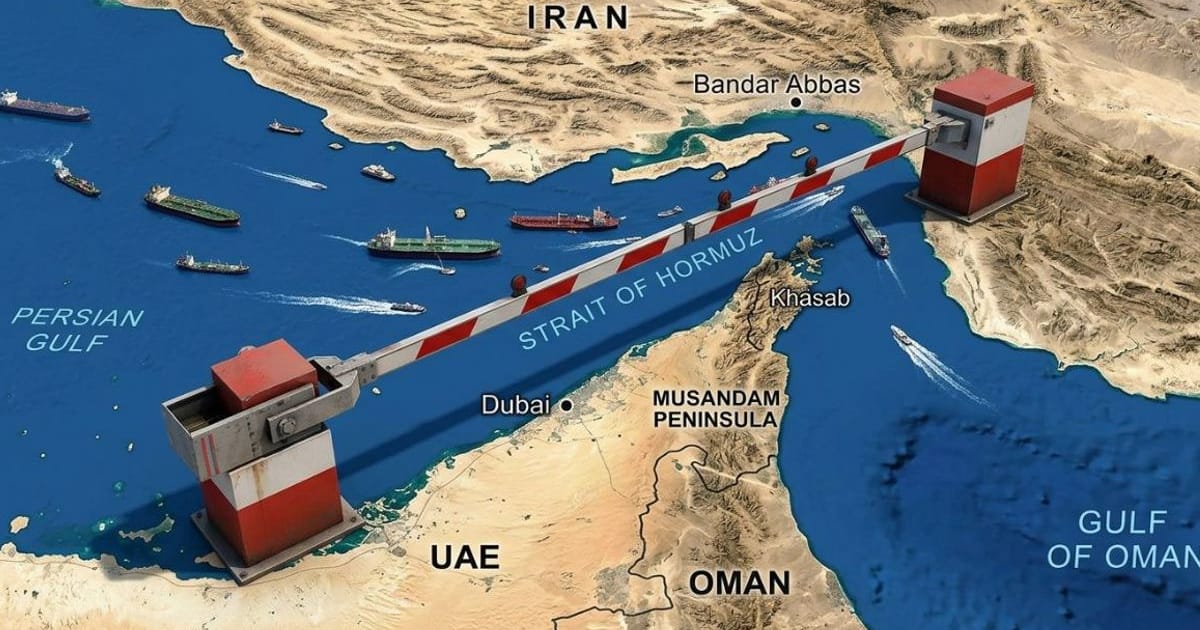 IRAN
Bandar Abbas
STRAIT OF HORMUZ
Khasab
PERSIAN
GULF
Dubai
MUSANDAM
PENINSULA
GULF
OF OMAN
UAE
OMAN